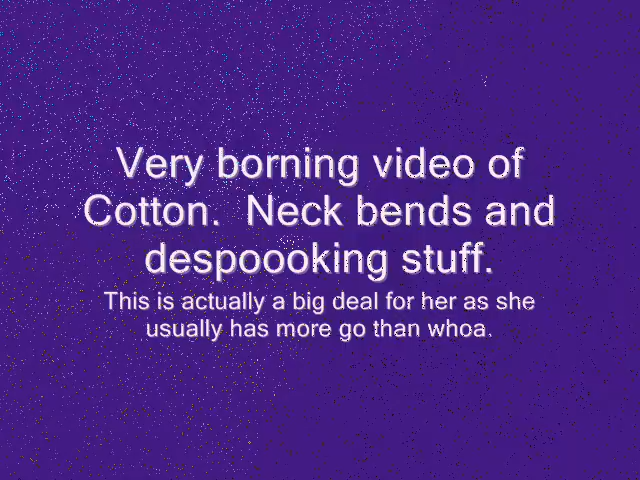 Very borning video of
Cotton.  Neck bends and
despoooking stuff.
This is actually a big deal for her as she
usually has more go than whoa.